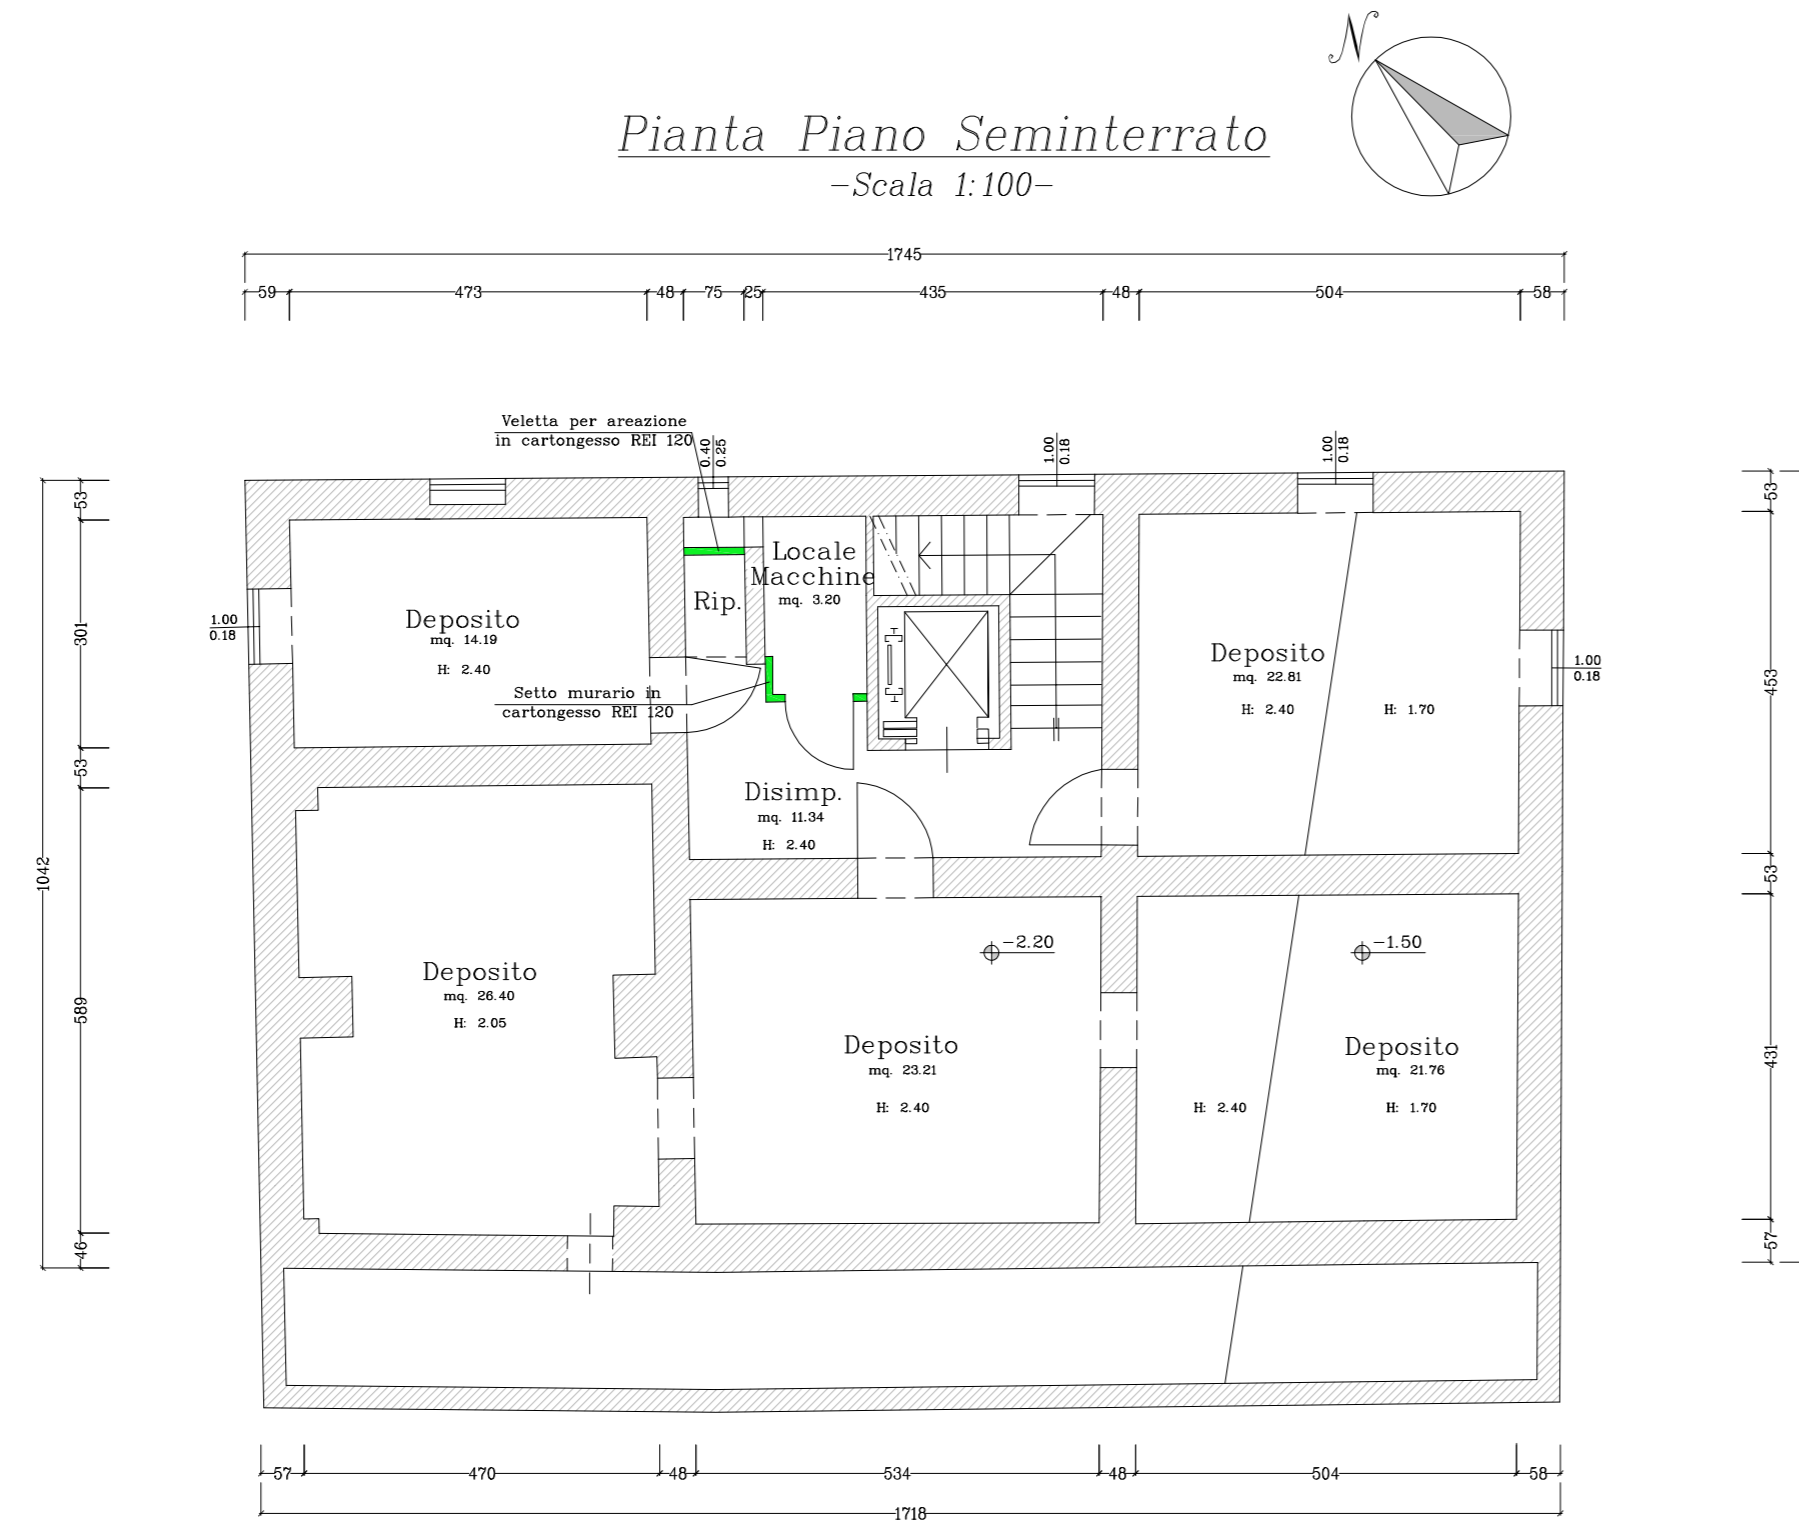 N
Pianta Piano Seminterrato
-Scala 1:100-
1745
59 473 48 75 25 435 48 504 58
Veletta per areazione
in cartongesso REI 120
0.40
0.25
1.00
0.18
1.00
0.18
53
301
53
589
46
1042
53
453
53
431
57
1.00
0.18
Deposito
mq. 14.19
H: 2.40
Rip.
Locale
Macchine
mq. 3.20
Setto murario in
cartongesso REI 120
Deposito
mq. 22.81
H: 2.40 H: 1.70
1.00
0.18
Disimp.
mq. 11.34
H: 2.40
Deposito
mq. 26.40
H: 2.05
-2.20
Deposito
mq. 23.21
H: 2.40
-1.50
Deposito
mq. 21.76
H: 2.40 H: 1.70
57 470 48 534 48 504 58
1718